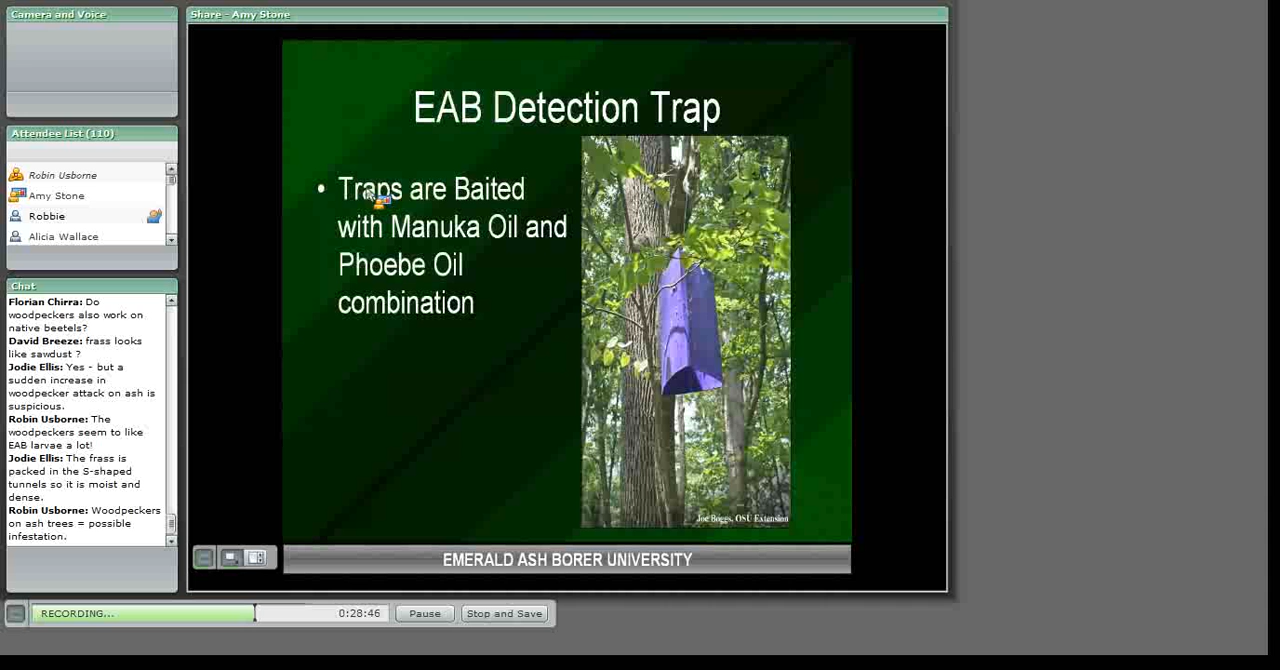 Camera and Voice
Share - Amy Stone
Attendee List (110)
Robin Usborne
Amy Stone
Robbie
Alicia Wallace
Chat
Florian Chirra: Do
woodpeckers also work on
native beetels?
David Breeze: frass looks
like sawdust ?
Jodie Ellis: Yes - but a
sudden increase in
woodpecker attack on ash is
suspicious.
Robin Usborne: The
woodpeckers seem to like
EAB larvae a lot!
Jodie Ellis: The frass is
packed in the S-shaped
tunnels so it is moist and
dense.
Robin Usborne: Woodpeckers
on ash trees = possible
infestation.
EAB Detection Trap
• Traps are Baited
with Manuka Oil and
Phoebe Oil
combination
Joe Boggs, OSU Extension
EMERALD ASH BORER UNIVERSITY
RECORDING...
0:28:46
Pause
Stop and Save